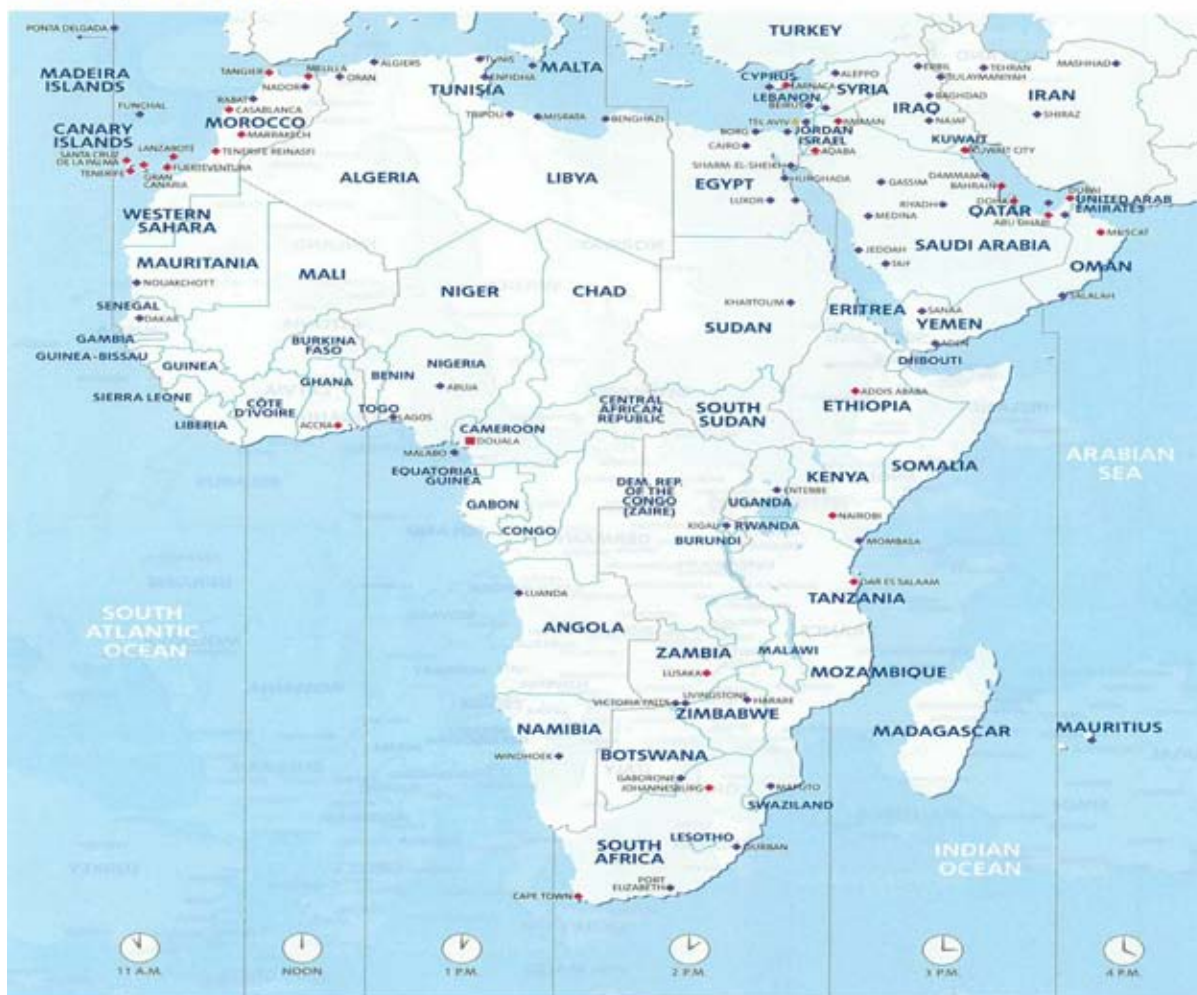 PONTA DELGADA
MADEIRA
ISLANDS
FUNCHAL
CANARY
ISLANDS
LANZAROTE
SANTA CRUZ
DE LA PALMA
TENERIFE
GRAN
CANARIA
FUERTEVENTURA
TENERIFE REINASFI
TANGIER
MELILLA
NADOR
ORAN
ALGIERS
RABAT
CASABLANCA
MOROCCO
MARRAKECH
TUNIS
ENFIDHA
TUNISIA
MALTA
TRIPOLI
MISRATA
BENGHAZI
TURKEY
CYPRUS
LARNACA
LEBANON
BEIRUT
ALEPPO
SYRIA
ERBIL
SULAYMANIYAH
TEHRAN
MASHHAD
BAGHDAD
IRAQ
IRAN
NAJAF
SHIRAZ
TEL AVIV
AMMAN
JORDAN
ISRAEL
AQABA
BORG
CAIRO
KUWAIT
KUWAIT CITY
SHARM-EL-SHEIKH
HURGHADA
EGYPT
LUXOR
DAMMAM
BAHRAIN
GASSIM
DOHA
DUBAI
RIYADH
QATAR
UNITED ARAB
EMIRATES
ABU DHABI
MEDINA
SAUDI ARABIA
MUSCAT
JEDDAH
TAIF
OMAN
SALALAH
ALGERIA
LIBYA
WESTERN
SAHARA
MAURITANIA
NOUAKCHOTT
MALI
NIGER
CHAD
KHARTOUM
SUDAN
ERITREA
SANAA
YEMEN
ADEN
DJIBOUTI
SENEGAL
DAKAR
GAMBIA
GUINEA-BISSAU
GUINEA
SIERRA LEONE
LIBERIA
BURKINA
FASO
GHANA
CÔTE
D'IVOIRE
ACCRA
BENIN
TOGO
NIGERIA
ABUJA
LAGOS
CAMEROON
DOUALA
MALABO
EQUATORIAL
GUINEA
CENTRAL
AFRICAN
REPUBLIC
SOUTH
SUDAN
ADDIS ABABA
ETHIOPIA
SOMALIA
ARABIAN
SEA
GABON
CONGO
DEM. REP.
OF THE
CONGO
(ZAIRE)
KENYA
ENTEBBE
UGANDA
NAIROBI
KIGALI
RWANDA
BURUNDI
MOMBASA
DAR ES SALAAM
TANZANIA
LUANDA
SOUTH
ATLANTIC
OCEAN
ANGOLA
ZAMBIA
LUSAKA
MALAWI
MOZAMBIQUE
LIVINGSTONE
VICTORIA FALLS
HARARE
ZIMBABWE
NAMIBIA
WINDHOEK
BOTSWANA
GABORONE
JOHANNESBURG
MAPUTO
SWAZILAND
MADAGASCAR
MAURITIUS
LESOTHO
DURBAN
SOUTH
AFRICA
PORT
ELIZABETH
CAPE TOWN
INDIAN
OCEAN
11 A.M.
NOON
1 P.M.
2 P.M.
3 P.M.
4 P.M.